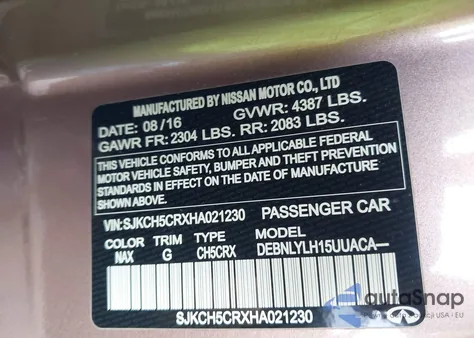 MANUFACTURED BY NISSAN MOTOR CO., LTD
DATE: 08/16 GVWR: 4387 LBS.
GAWR FR: 2304 LBS. RR: 2083 LBS.
THIS VEHICLE CONFORMS TO ALL APPLICABLE FEDERAL
MOTOR VEHICLE SAFETY, BUMPER AND THEFT PREVENTION
STANDARDS IN EFFECT ON THE DATE OF MANUFACTURE
SHOWN ABOVE.
VIN:SJKCH5CRXHA021230 PASSENGER CAR
COLOR TRIM TYPE MODEL
NAX G CH5CRX DEBNLYLH15UUACA—
SJKCH5CRXHA021230
autoSnap